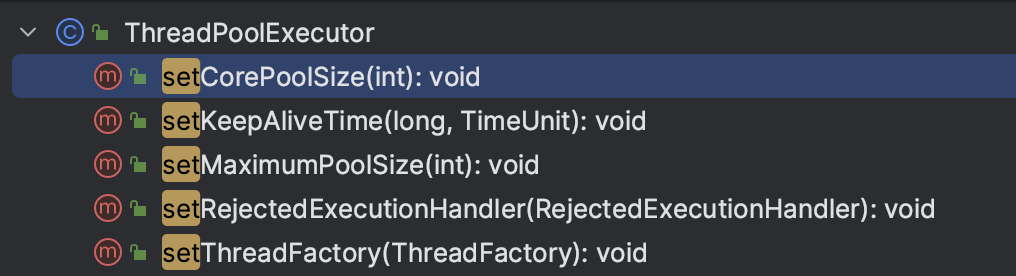 ThreadPoolExecutor
setCorePoolSize(int): void
setKeepAliveTime(long, TimeUnit): void
setMaximumPoolSize(int): void
setRejectedExecutionHandler(RejectedExecutionHandler): void
setThreadFactory(ThreadFactory): void